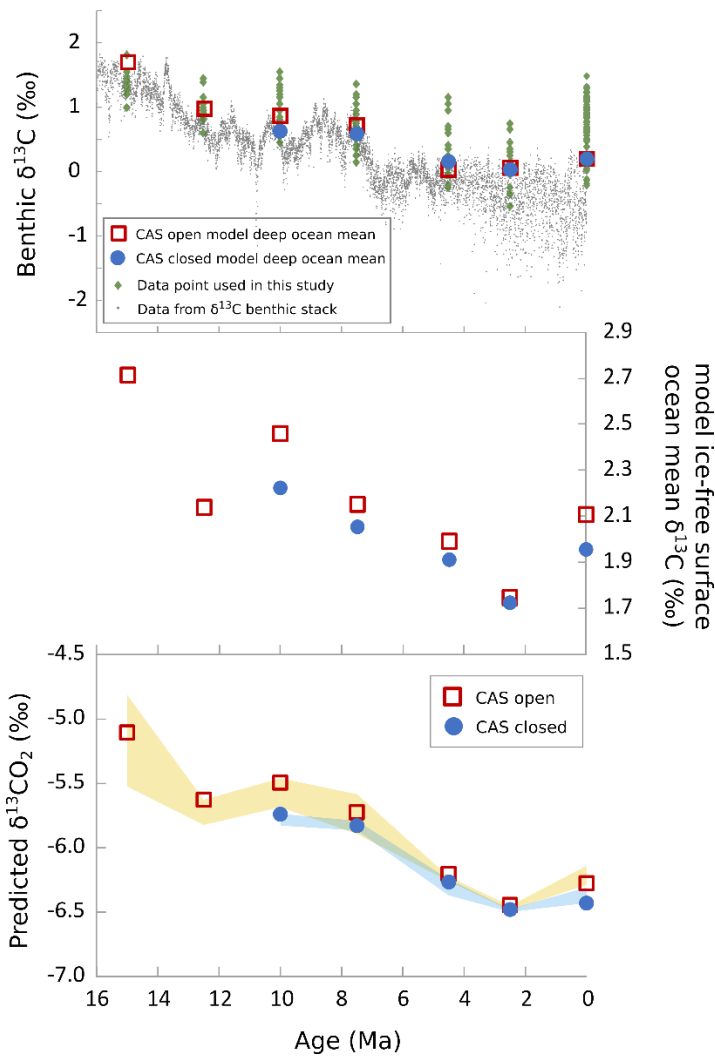 2
1
0
-1
-2
Benthic δ¹³C (‰)
CAS open model deep ocean mean
CAS closed model deep ocean mean
Data point used in this study
Data from δ¹³C benthic stack
2.9
2.7
2.5
2.3
2.1
1.9
1.7
1.5
model ice-free surface
ocean mean δ¹³C (‰)
-4.5
-5.0
-5.5
-6.0
-6.5
-7.0
Predicted δ¹³CO₂ (‰)
CAS open
CAS closed
16 14 12 10 8 6 4 2 0
Age (Ma)